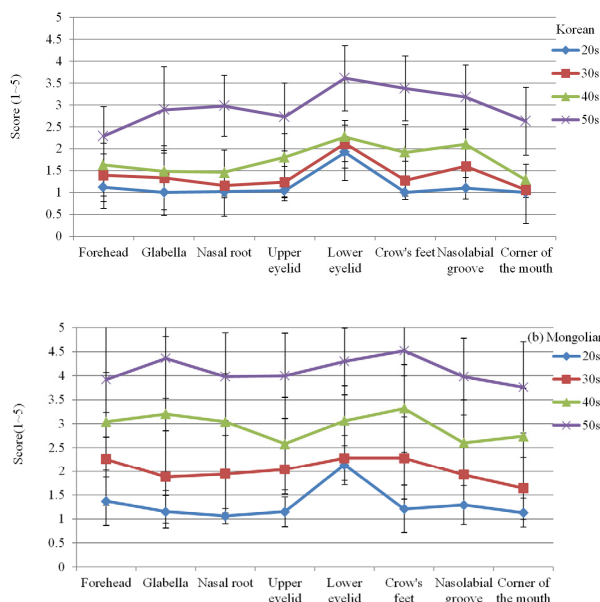 Korean
5
4.5
4
3.5
3
2.5
2
1.5
1
0.5
0
Score (1~5)
20s
30s
40s
50s
Forehead Glabella Nasal root Upper eyelid Lower eyelid Crow's feet Nasolabial groove Corner of the mouth
(b) Mongolian
5
4.5
4
3.5
3
2.5
2
1.5
1
0.5
0
Score(1~5)
20s
30s
40s
50s
Forehead Glabella Nasal root Upper eyelid Lower eyelid Crow's feet Nasolabial groove Corner of the mouth